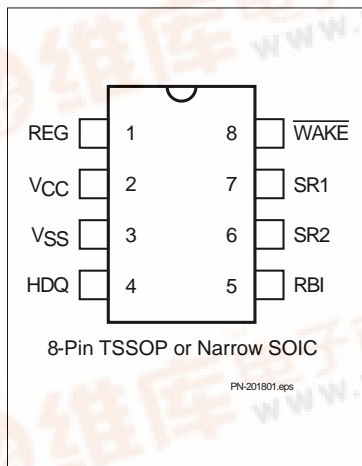 REG 1 8 WAKE
VCC 2 7 SR1
VSS 3 6 SR2
HDQ 4 5 RBI
8-Pin TSSOP or Narrow SOIC
PN-201801.eps